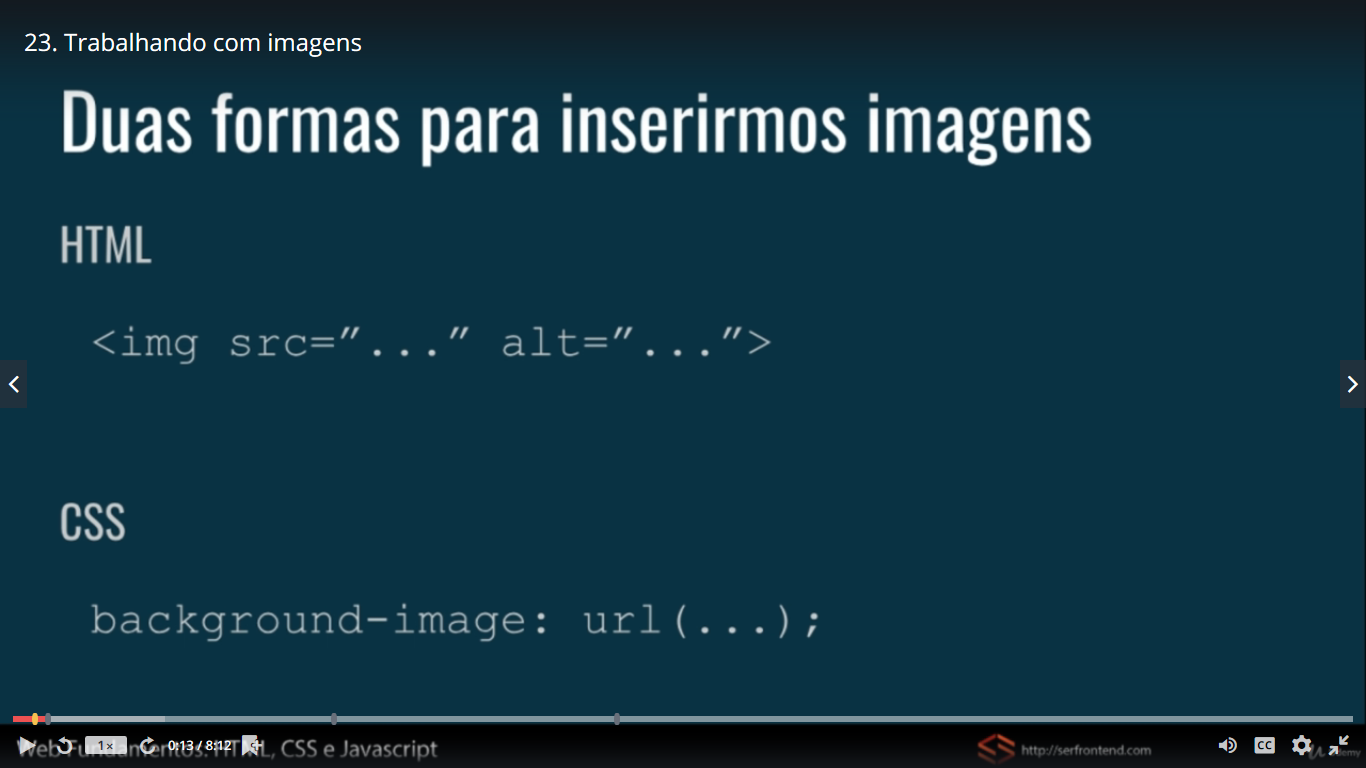 23. Trabalhando com imagens
Duas formas para inserirmos imagens
HTML
<img src="..." alt="...">
CSS
background-image: url(...);
Web Fundamentos: HTML, CSS e Javascript
1x
0:13 / 8:12
http://serfrontend.com
CC